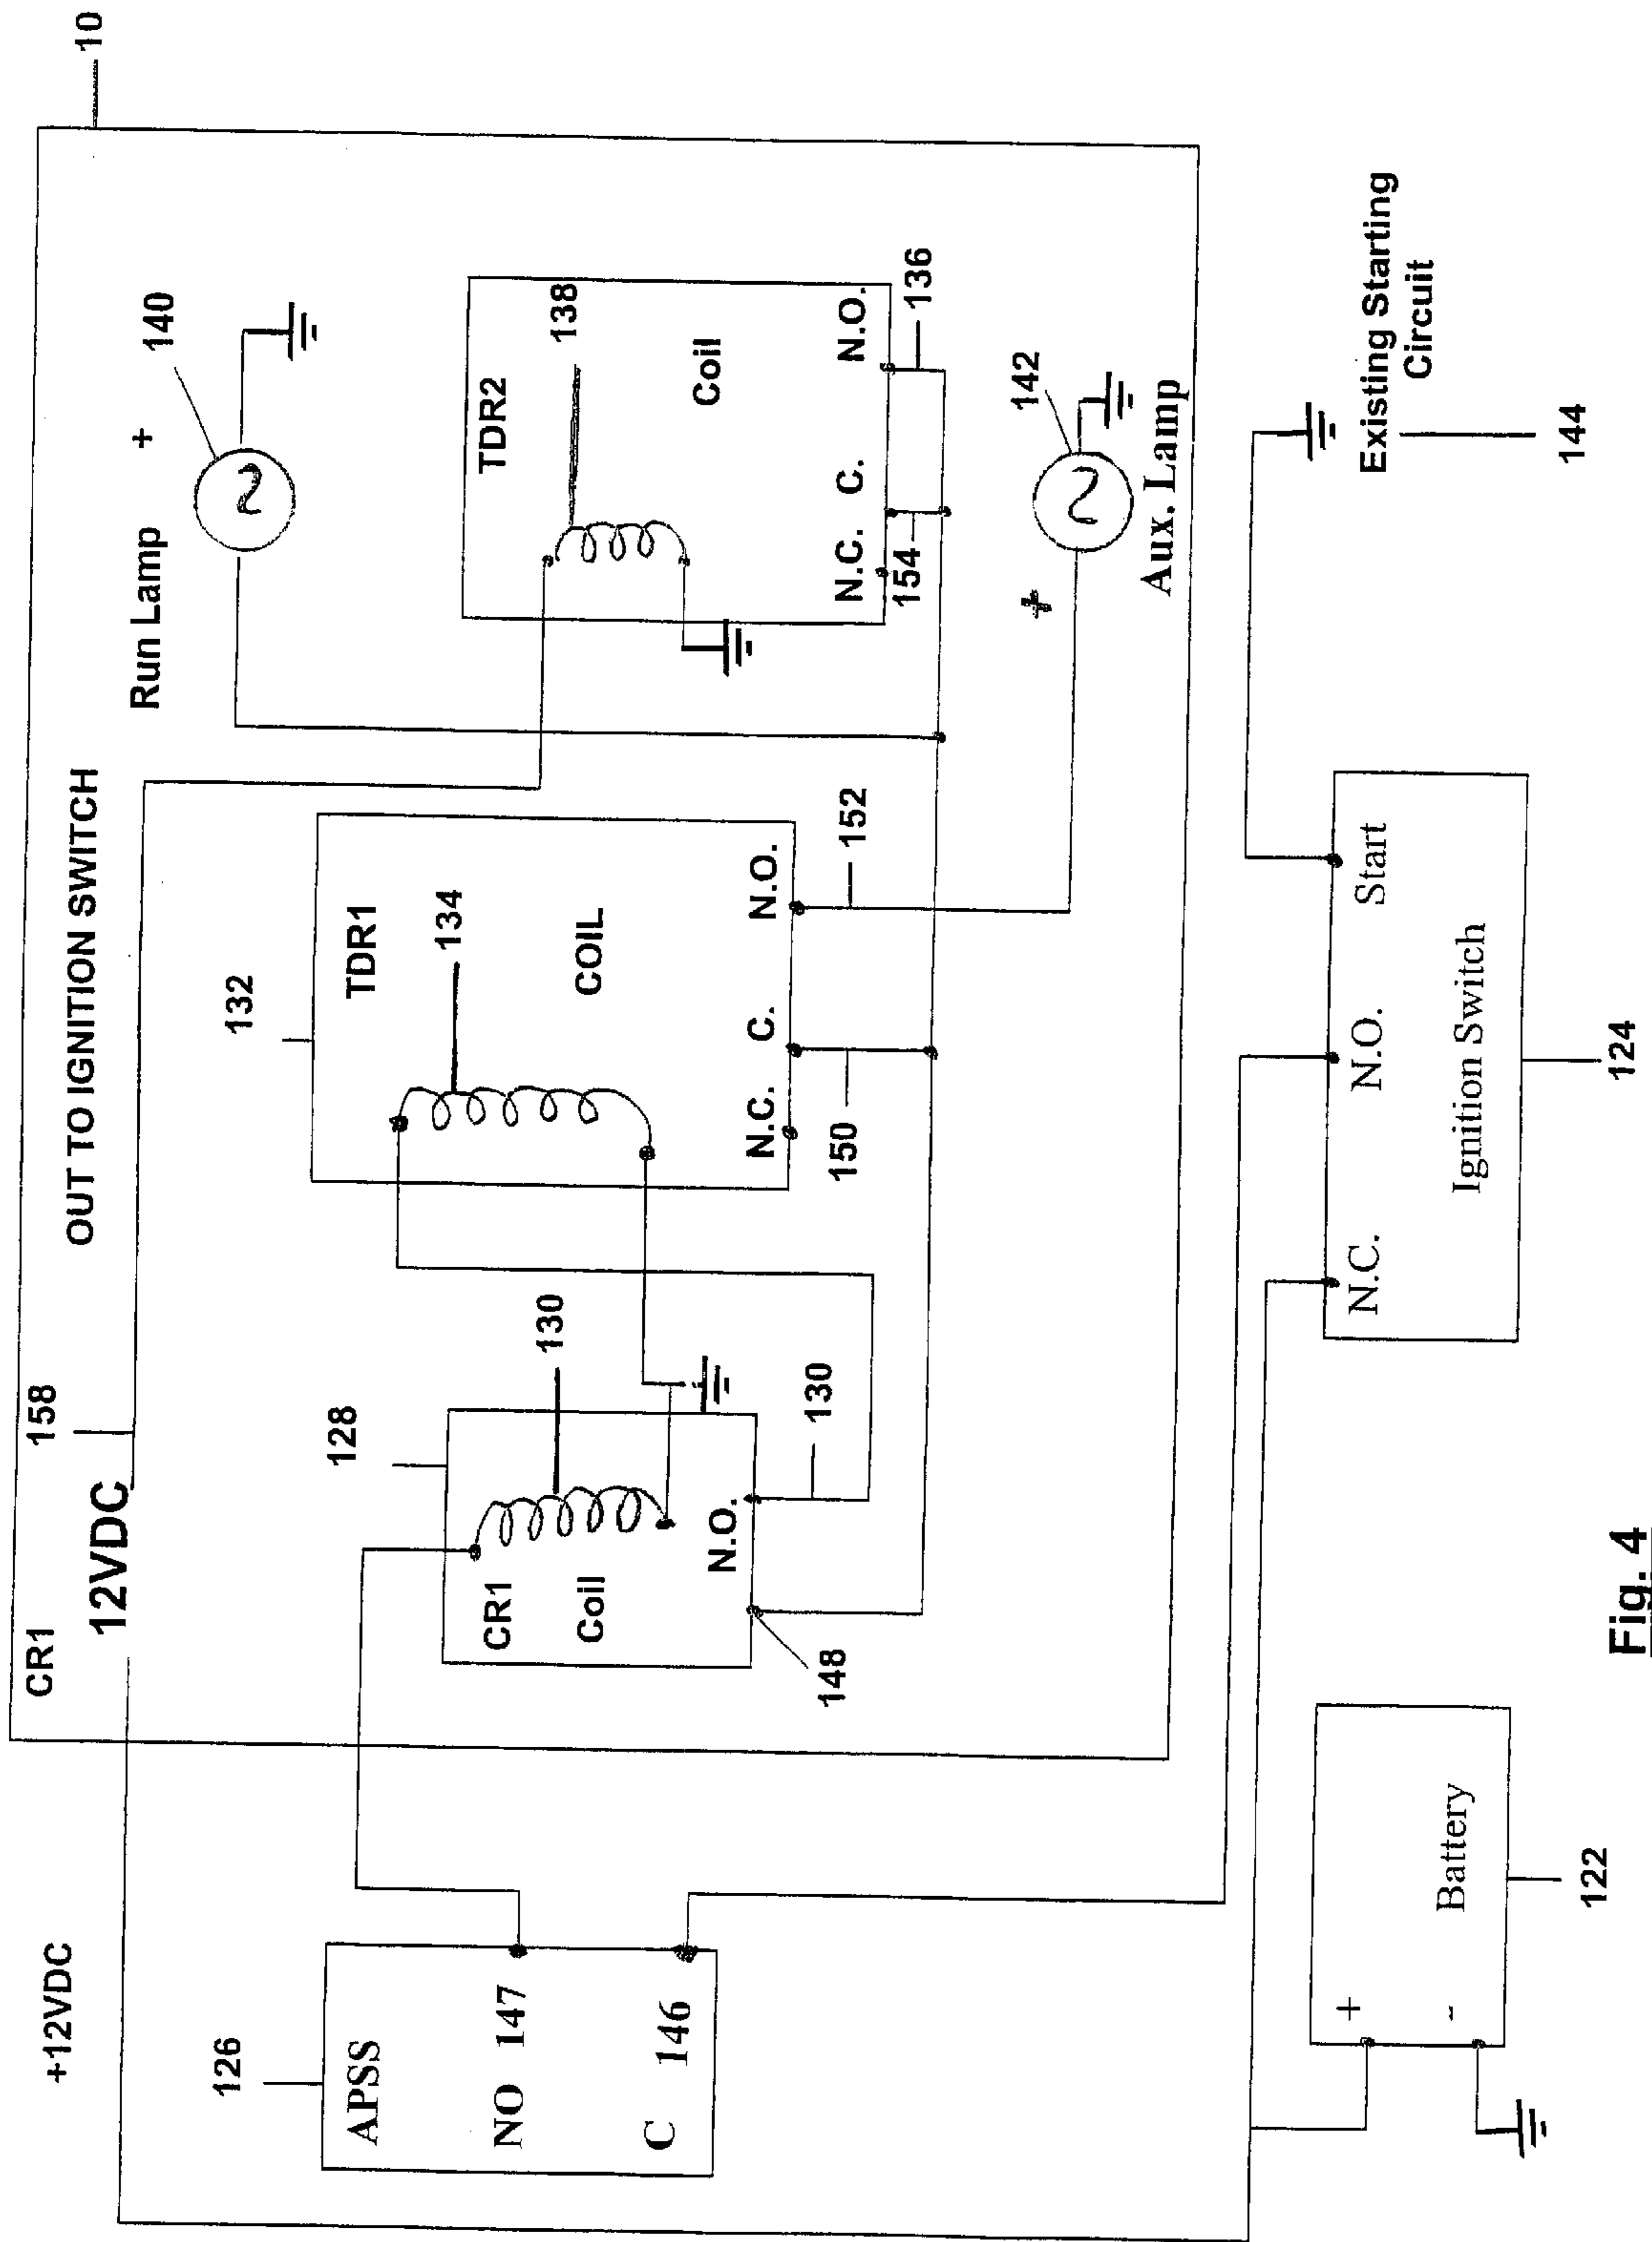 10
CR1
158
OUT TO IGNITION SWITCH
12VDC
Run Lamp
+
140
+12VDC
126
APSS
NO 147
C 146
128
130
CR1
Coil
N.O.
130
148
132
TDR1
134
COIL
N.C. C. N.O.
150
152
TDR2
138
Coil
N.C. C. N.O.
154
136
+
142
Aux. Lamp
Existing Starting
Circuit
144
N.C. N.O. Start
Ignition Switch
124
+
-
Battery
122
Fig. 4